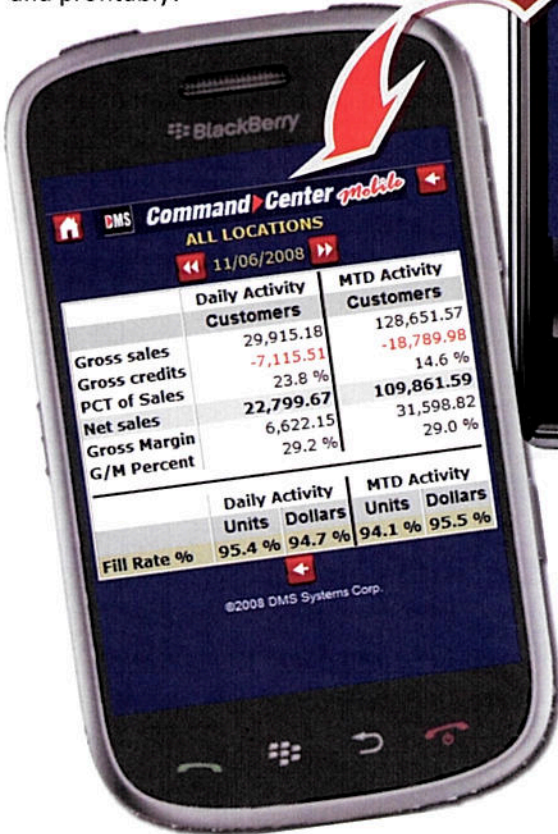 and profitably?
BlackBerry
DMS Command Center Mobile
ALL LOCATIONS
11/06/2008
Daily Activity MTD Activity
Customers Customers
Gross sales 29,915.18 128,651.57
Gross credits -7,115.51 -18,789.98
PCT of Sales 23.8 % 14.6 %
Net sales 22,799.67 109,861.59
Gross Margin 6,622.15 31,598.82
G/M Percent 29.2 % 29.0 %
Daily Activity MTD Activity
Units Dollars Units Dollars
Fill Rate % 95.4 % 94.7 % 94.1 % 95.5 %
©2008 DMS Systems Corp.